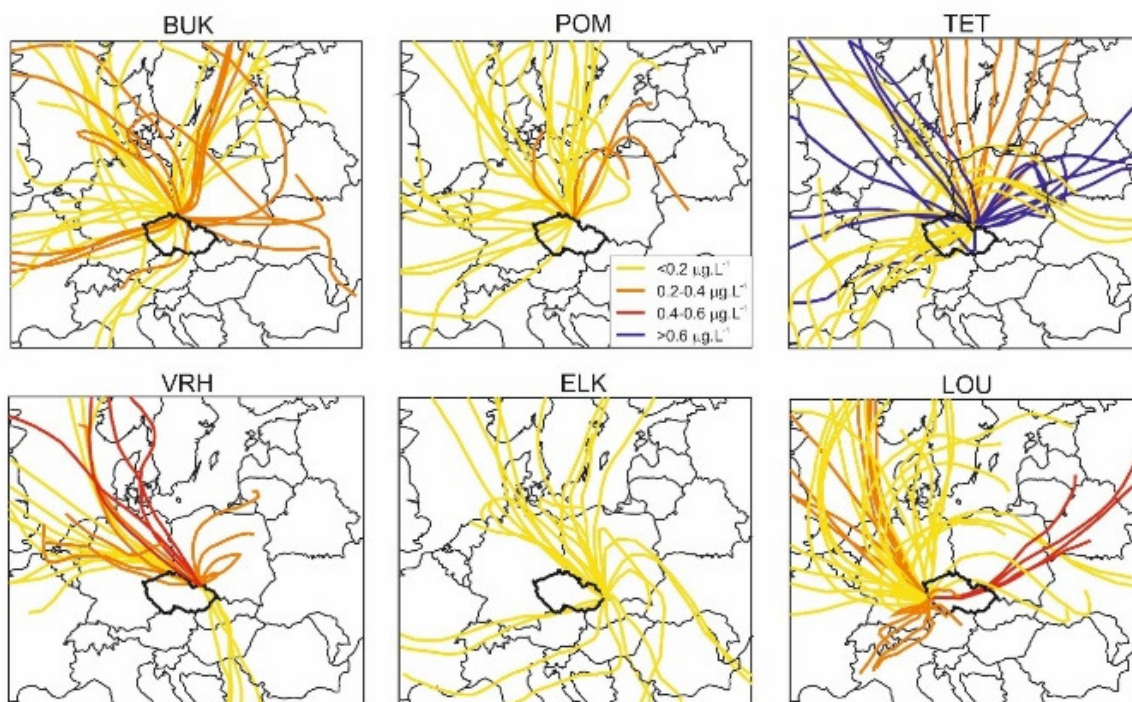 BUK
POM
TET
<0.2 µg.L⁻¹
0.2-0.4 µg.L⁻¹
0.4-0.6 µg.L⁻¹
>0.6 µg.L⁻¹
VRH
ELK
LOU